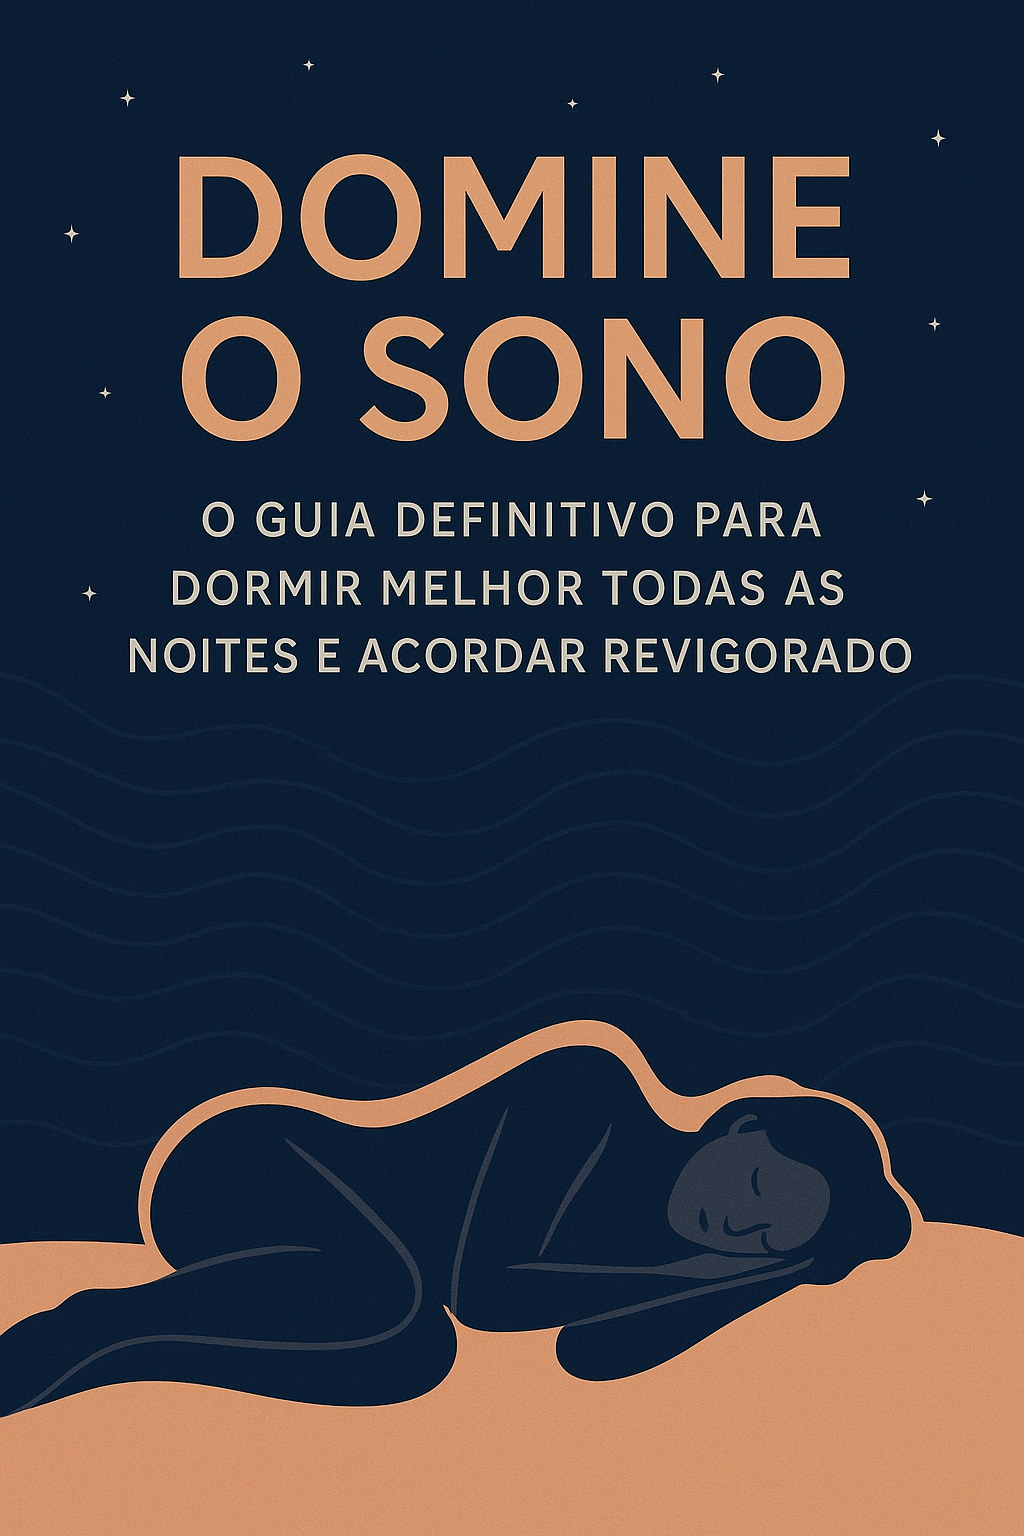 DOMINE
O SONO
O GUIA DEFINITIVO PARA
DORMIR MELHOR TODAS AS
NOITES E ACORDAR REVIGORADO